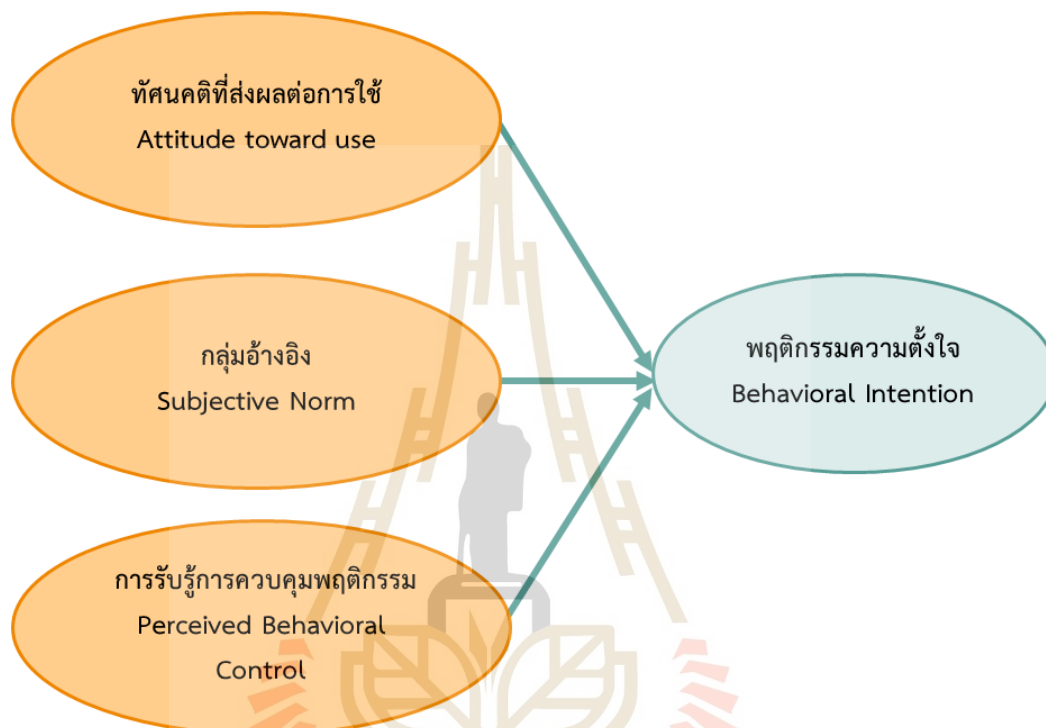 ทัศนคติที่ส่งผลต่อการใช้
Attitude toward use
กลุ่มอ้างอิง
Subjective Norm
พฤติกรรมความตั้งใจ
Behavioral Intention
การรับรู้การควบคุมพฤติกรรม
Perceived Behavioral
Control